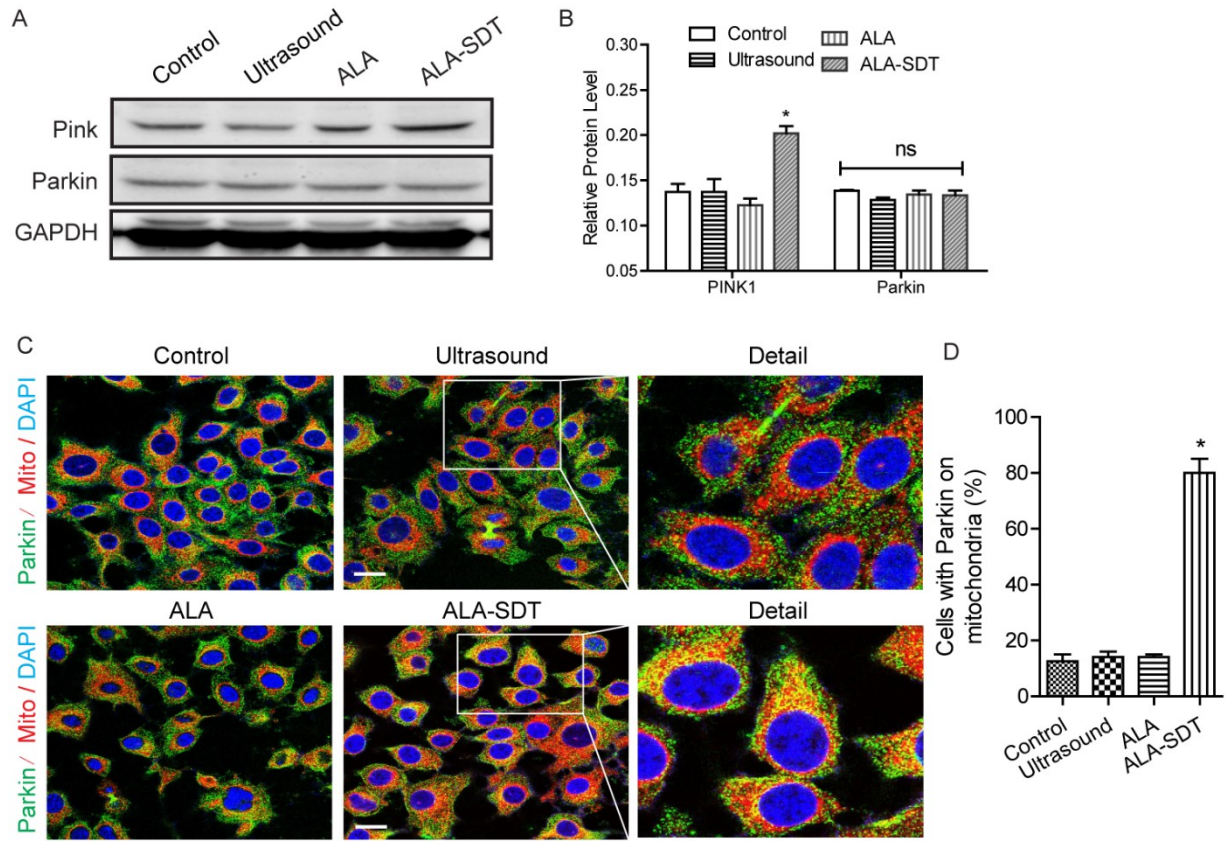 A
Control
Ultrasound
ALA
ALA-SDT
Pink
Parkin
GAPDH
B
Control
Ultrasound
ALA
ALA-SDT
Relative Protein Level
0.30
0.25
0.20
0.15
0.10
0.05
*
ns
PINK1
Parkin
C
Control
Ultrasound
Detail
Parkin/ Mito / DAPI
ALA
ALA-SDT
Detail
Parkin/ Mito / DAPI
D
Cells with Parkin on
mitochondria (%)
100
80
60
40
20
0
*
Control
Ultrasound
ALA
ALA-SDT